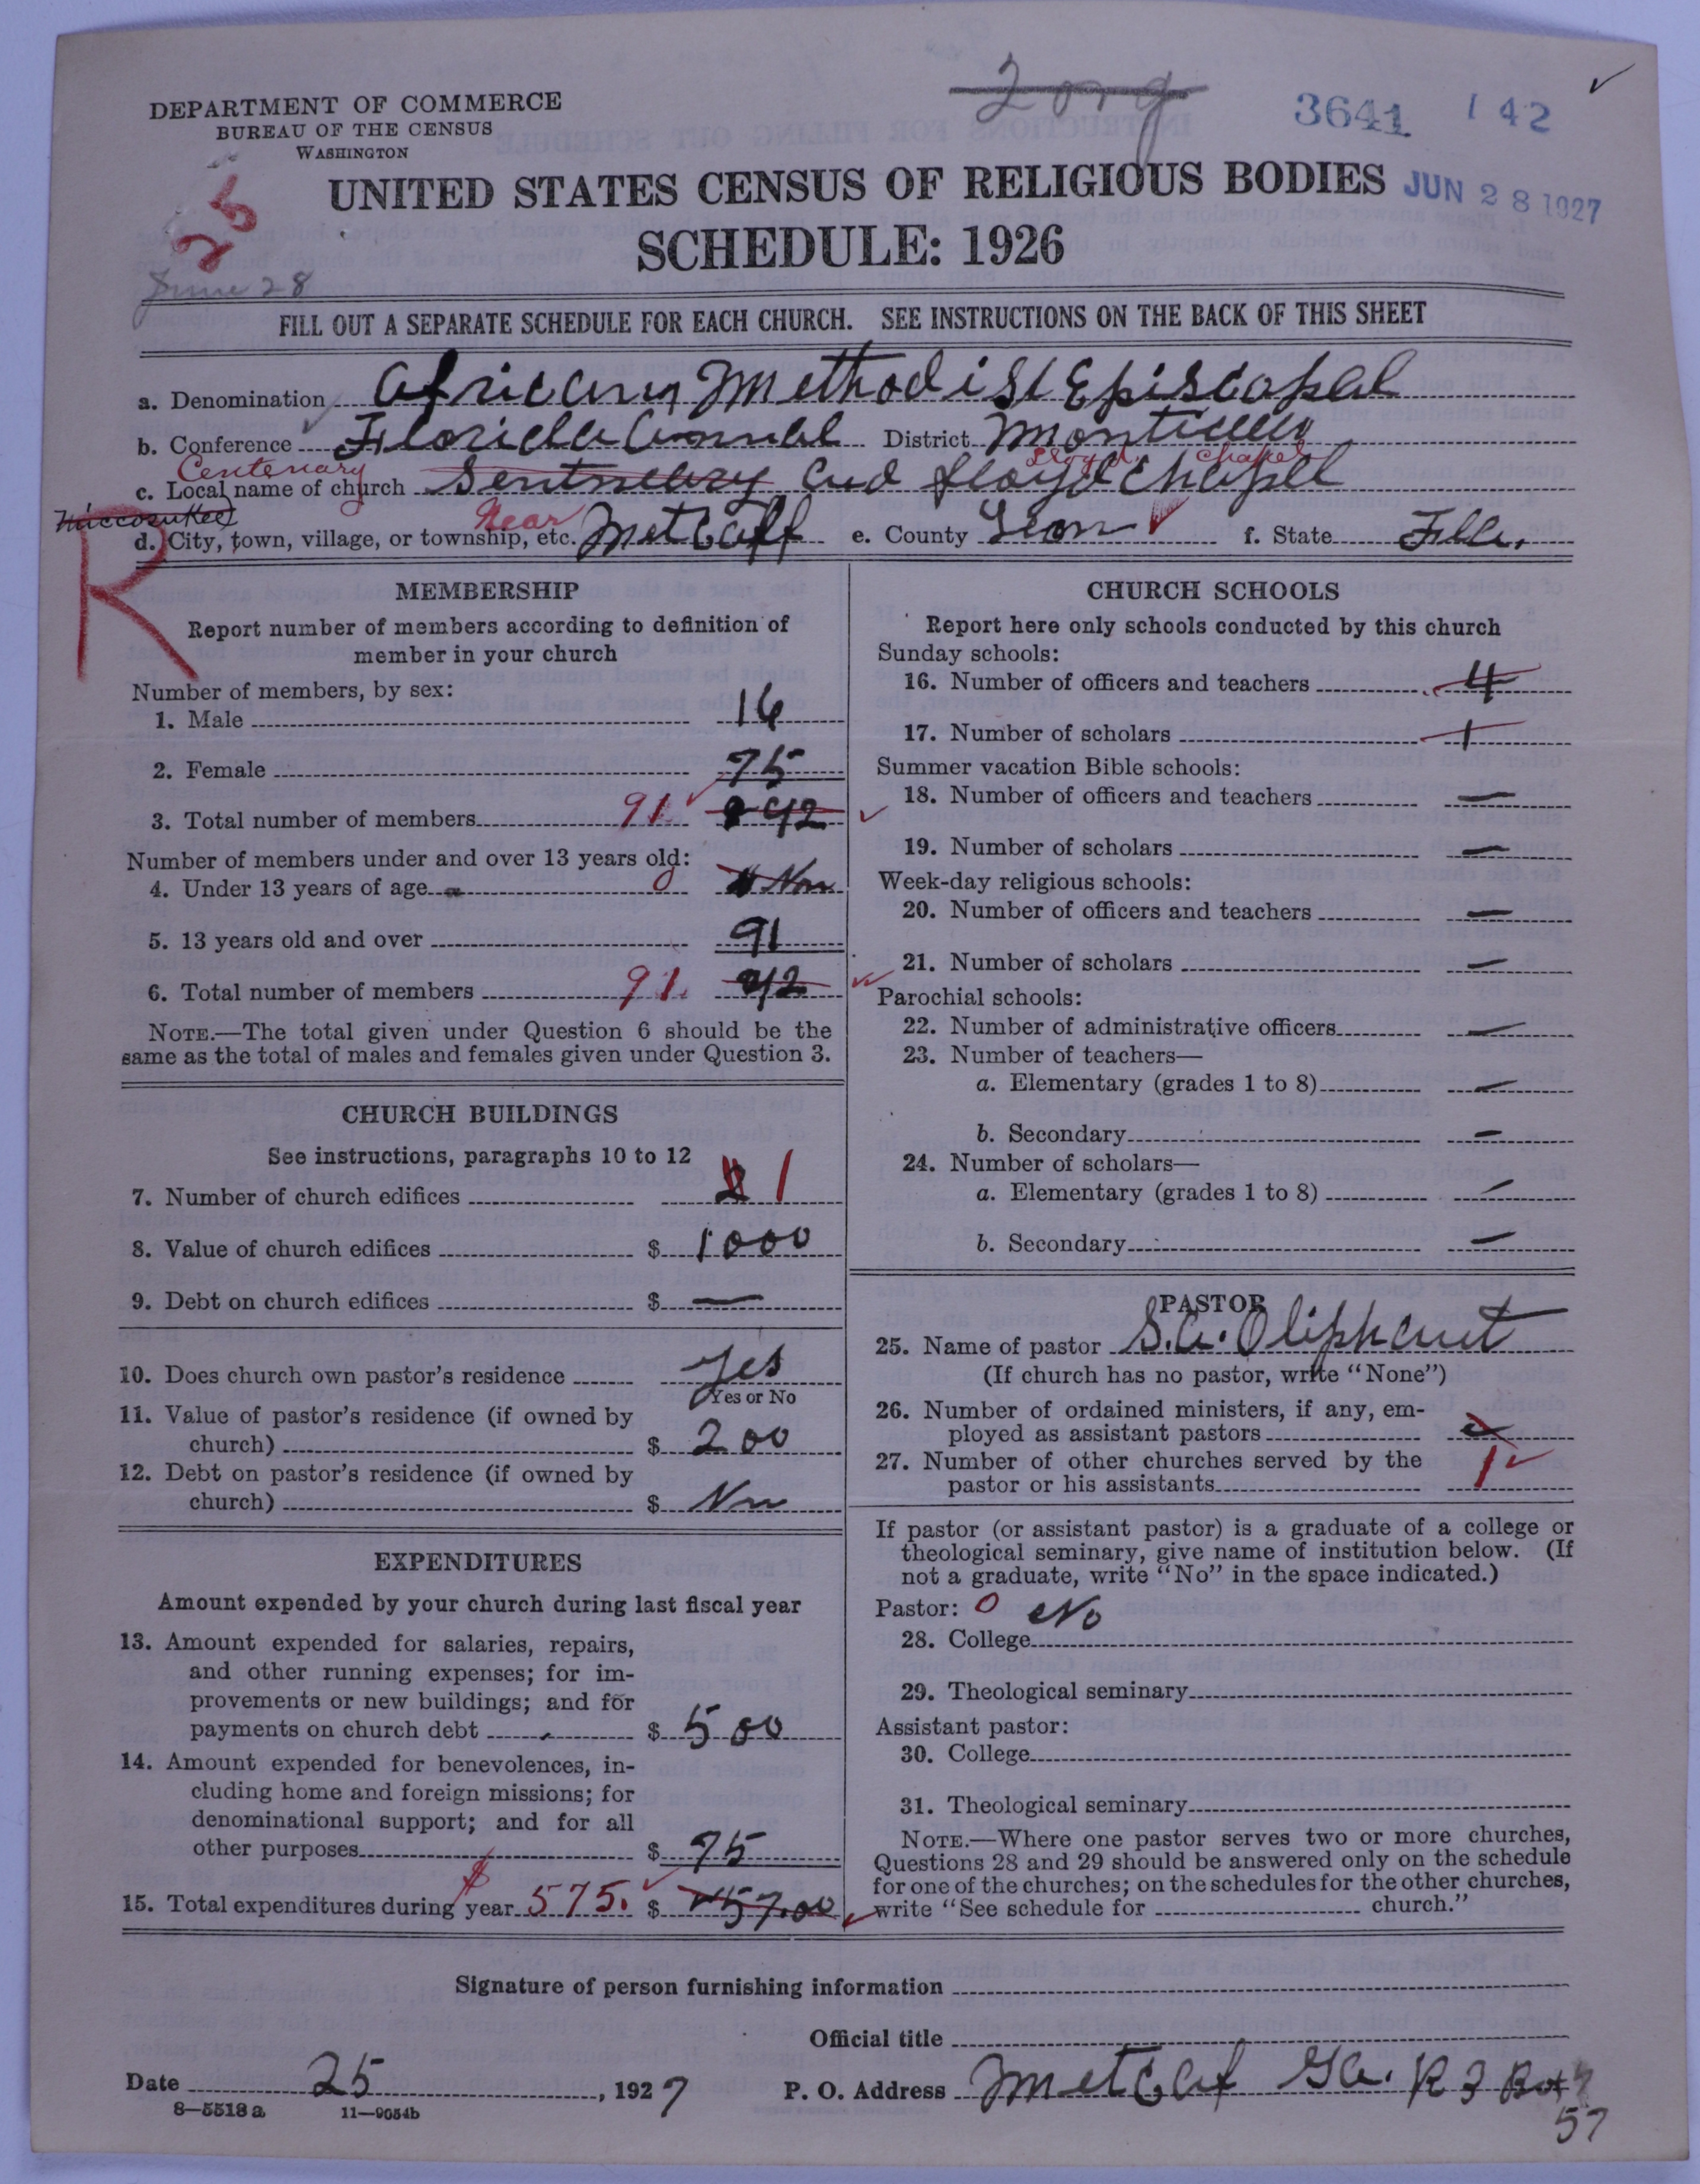 2 org
3641 142
DEPARTMENT OF COMMERCE
BUREAU OF THE CENSUS
WASHINGTON
25
UNITED STATES CENSUS OF RELIGIOUS BODIES JUN 28 1927
SCHEDULE: 1926
June 28
FILL OUT A SEPARATE SCHEDULE FOR EACH CHURCH. SEE INSTRUCTIONS ON THE BACK OF THIS SHEET
a. Denomination African Methodist Episcopal
b. Conference Florida Annual District Monticello
Centenary Lloyd Chapel
c. Local name of church Sentneary and floyd Chapell
Miccosukee Near
d. City, town, village, or township, etc. Metcaff e. County Leon f. State Fla.
R
MEMBERSHIP
Report number of members according to definition of
member in your church
Number of members, by sex:
1. Male 16
2. Female 75
3. Total number of members 91 92
Number of members under and over 13 years old:
4. Under 13 years of age 0 Non
5. 13 years old and over 91
6. Total number of members 91 92
NOTE.—The total given under Question 6 should be the
same as the total of males and females given under Question 3.
CHURCH BUILDINGS
See instructions, paragraphs 10 to 12
7. Number of church edifices 2 1
8. Value of church edifices $ 1000
9. Debt on church edifices $ —
10. Does church own pastor's residence Yes
Yes or No
11. Value of pastor's residence (if owned by
church) $ 200
12. Debt on pastor's residence (if owned by
church) $ Non
EXPENDITURES
Amount expended by your church during last fiscal year
13. Amount expended for salaries, repairs,
and other running expenses; for im-
provements or new buildings; and for
payments on church debt $ 500
14. Amount expended for benevolences, in-
cluding home and foreign missions; for
denominational support; and for all
other purposes $ 75
15. Total expenditures during year $ 575. $ 57.00
CHURCH SCHOOLS
Report here only schools conducted by this church
Sunday schools:
16. Number of officers and teachers 4
17. Number of scholars 1
Summer vacation Bible schools:
18. Number of officers and teachers —
19. Number of scholars —
Week-day religious schools:
20. Number of officers and teachers —
21. Number of scholars —
Parochial schools:
22. Number of administrative officers —
23. Number of teachers—
a. Elementary (grades 1 to 8) —
b. Secondary —
24. Number of scholars—
a. Elementary (grades 1 to 8) —
b. Secondary —
PASTOR
25. Name of pastor S.A. Oliphant
(If church has no pastor, write "None")
26. Number of ordained ministers, if any, em-
ployed as assistant pastors
27. Number of other churches served by the
pastor or his assistants 1
If pastor (or assistant pastor) is a graduate of a college or
theological seminary, give name of institution below. (If
not a graduate, write "No" in the space indicated.)
Pastor: 0 No
28. College
29. Theological seminary
Assistant pastor:
30. College
31. Theological seminary
NOTE.—Where one pastor serves two or more churches,
Questions 28 and 29 should be answered only on the schedule
for one of the churches; on the schedules for the other churches,
write "See schedule for church."
Signature of person furnishing information
Official title
Date 25, 1927 P. O. Address Metcaf Ga. R 3 Box
57
8—5518 a 11—9054b